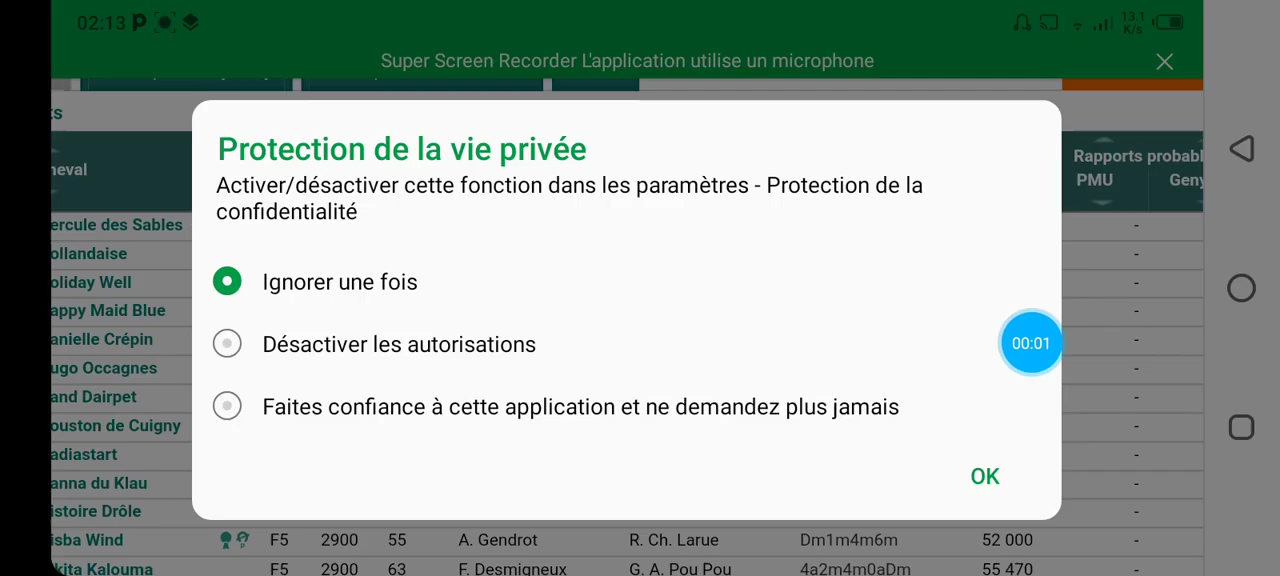 02:13 P
13,1
K/s
Super Screen Recorder L'application utilise un microphone
ts
Protection de la vie privée
Activer/désactiver cette fonction dans les paramètres - Protection de la
confidentialité
Ignorer une fois
Désactiver les autorisations
Faites confiance à cette application et ne demandez plus jamais
OK
00:01
heval
Rapports probabl
PMU Geny
ercule des Sables -
ollandaise -
oliday Well -
appy Maid Blue -
anielle Crépin -
ugo Occagnes -
and Dairpet -
ouston de Cuigny -
adiastart -
anna du Klau -
istoire Drôle -
isba Wind F5 2900 55 A. Gendrot R. Ch. Larue Dm1m4m6m 52 000 -
kita Kalouma F5 2900 63 F. Desmigneux G. A. Pou Pou 4a2m4m0aDm 55 470 -